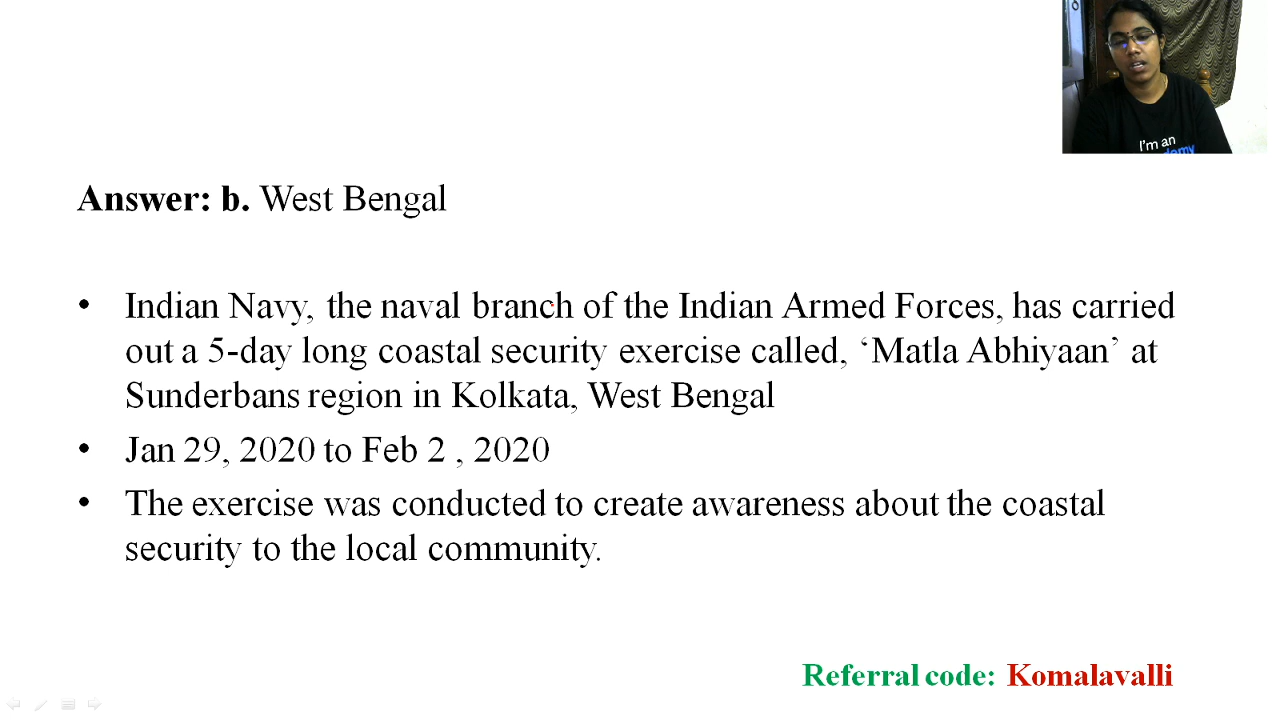 I'm an
Answer: b. West Bengal
• Indian Navy, the naval branch of the Indian Armed Forces, has carried
out a 5-day long coastal security exercise called, ‘Matla Abhiyaan’ at
Sunderbans region in Kolkata, West Bengal
• Jan 29, 2020 to Feb 2 , 2020
• The exercise was conducted to create awareness about the coastal
security to the local community.
Referral code: Komalavalli